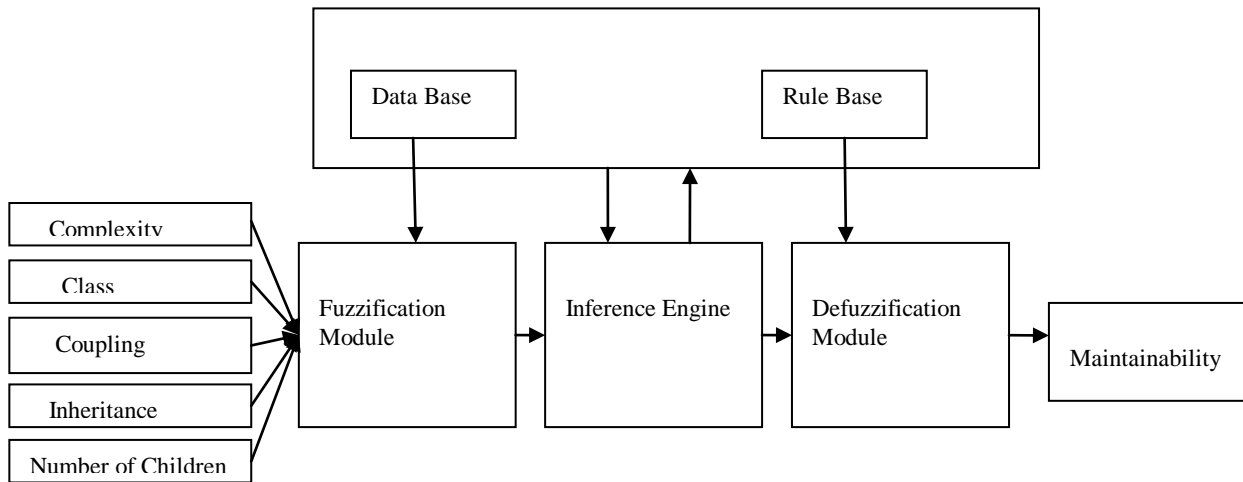 Data Base
Rule Base
Complexity
Class
Coupling
Inheritance
Number of Children
Fuzzification
Module
Inference Engine
Defuzzification
Module
Maintainability